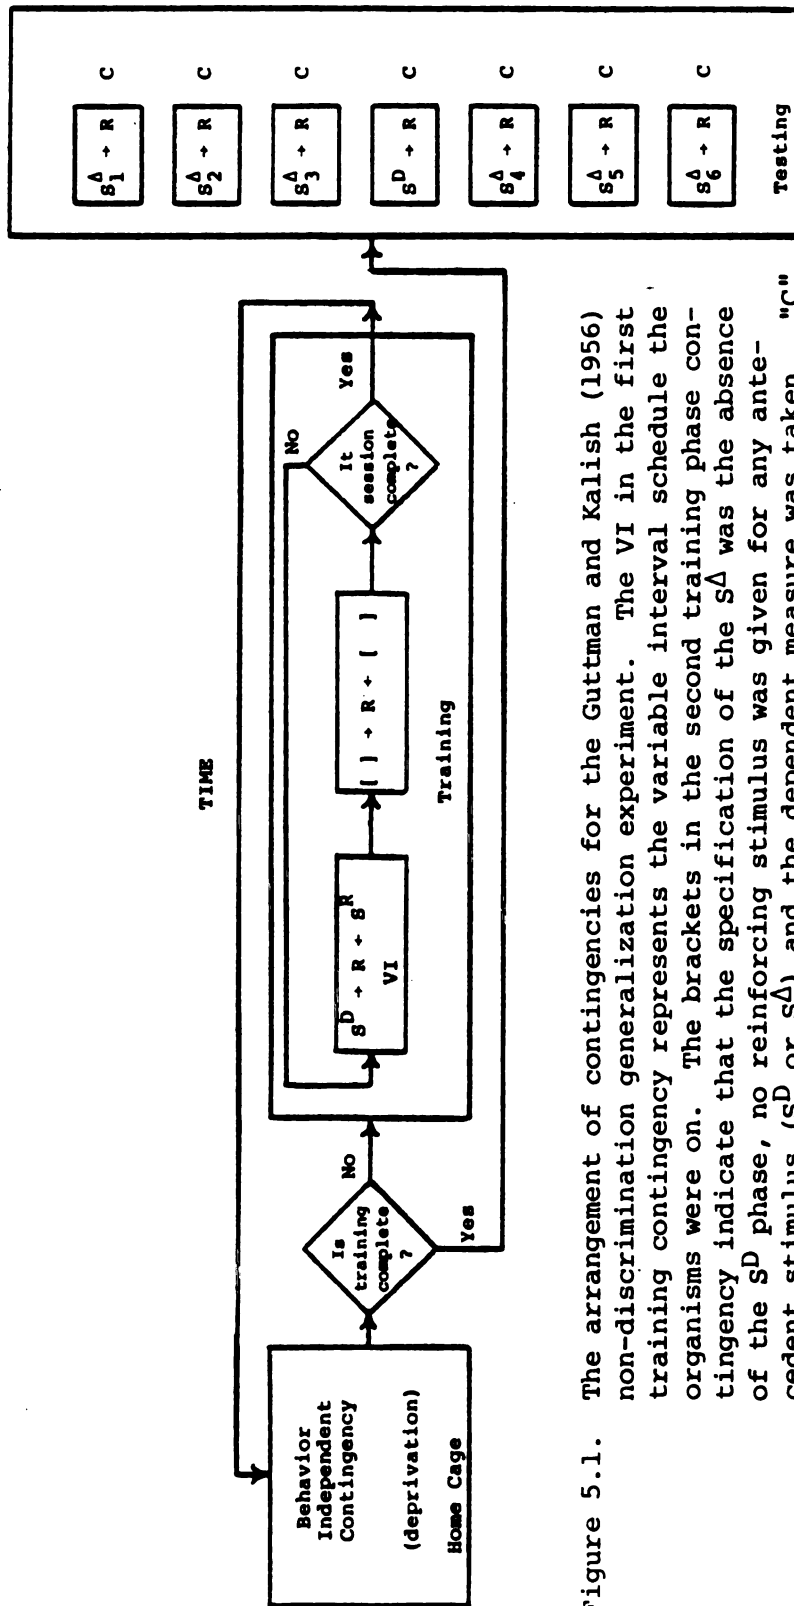 TIME
Behavior
Independent
Contingency
(deprivation)
Home Cage
Is
training
complete
?
No
Yes
S^D → R ← S^R
VI
[ ] → R ← [ ]
Training
It
session
complete
?
No
Yes
S^Δ_1 → R C
S^Δ_2 → R C
S^Δ_3 → R C
S^D → R C
S^Δ_4 → R C
S^Δ_5 → R C
S^Δ_6 → R C
Testing
Figure 5.1. The arrangement of contingencies for the Guttman and Kalish (1956)
non-discrimination generalization experiment. The VI in the first
training contingency represents the variable interval schedule the
organisms were on. The brackets in the second training phase con-
tingency indicate that the specification of the S^Δ was the absence
of the S^D phase, no reinforcing stimulus was given for any ante-
cedent stimulus (S^D or S^Δ) and the dependent measure was taken. "C"